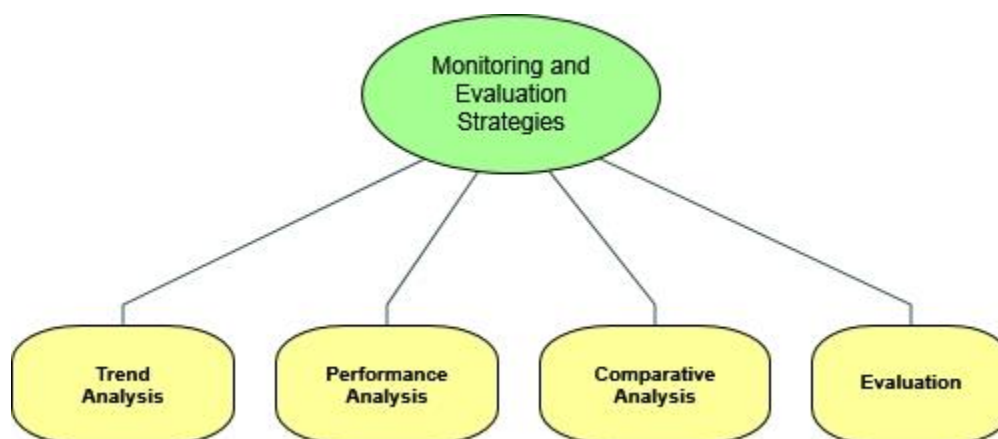 Monitoring and
Evaluation
Strategies
Trend
Analysis
Performance
Analysis
Comparative
Analysis
Evaluation